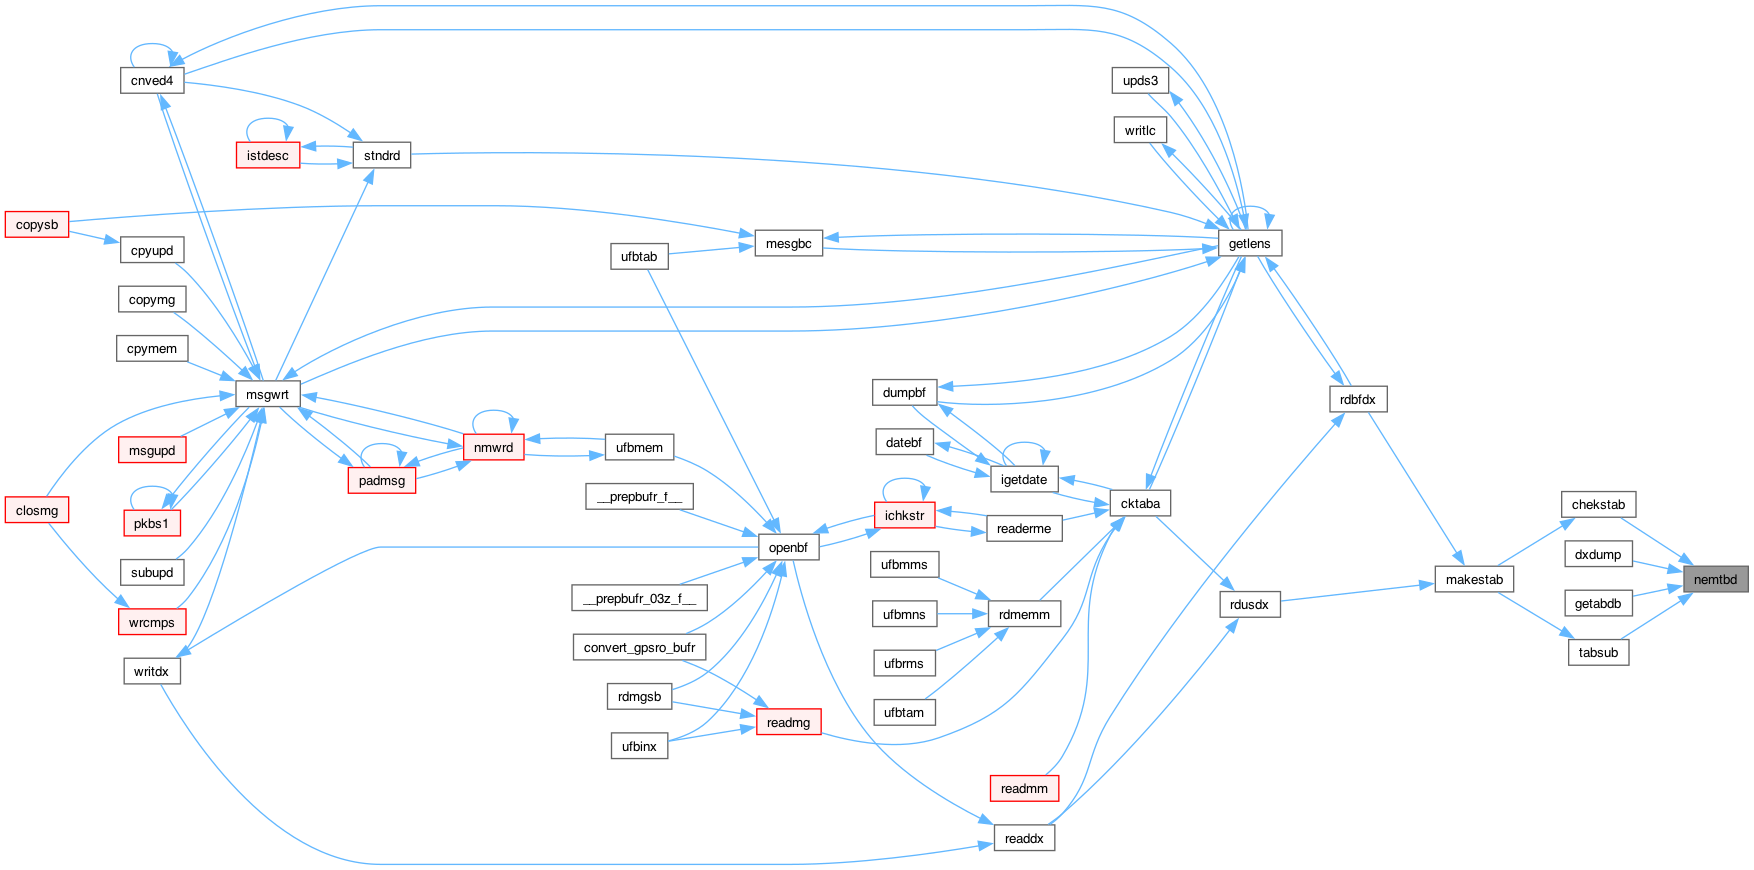 cnved4
upds3
writlc
istdesc
stndrd
copysb
cpyupd
ufbtab
mesgbc
getlens
copymg
cpymem
msgwrt
dumpbf
rdbfdx
msgupd
nmwrd
ufbmem
datebf
padmsg
igetdate
__prepbufr_f__
cktaba
closmg
pkbs1
ichkstr
readerme
chekstab
openbf
dxdump
subupd
ufbmms
makestab
nemtbd
__prepbufr_03z_f__
rdusdx
getabdb
wrcmps
ufbmns
rdmemm
convert_gpsro_bufr
tabsub
writdx
ufbrms
rdmgsb
ufbtam
readmg
ufbinx
readmm
readdx